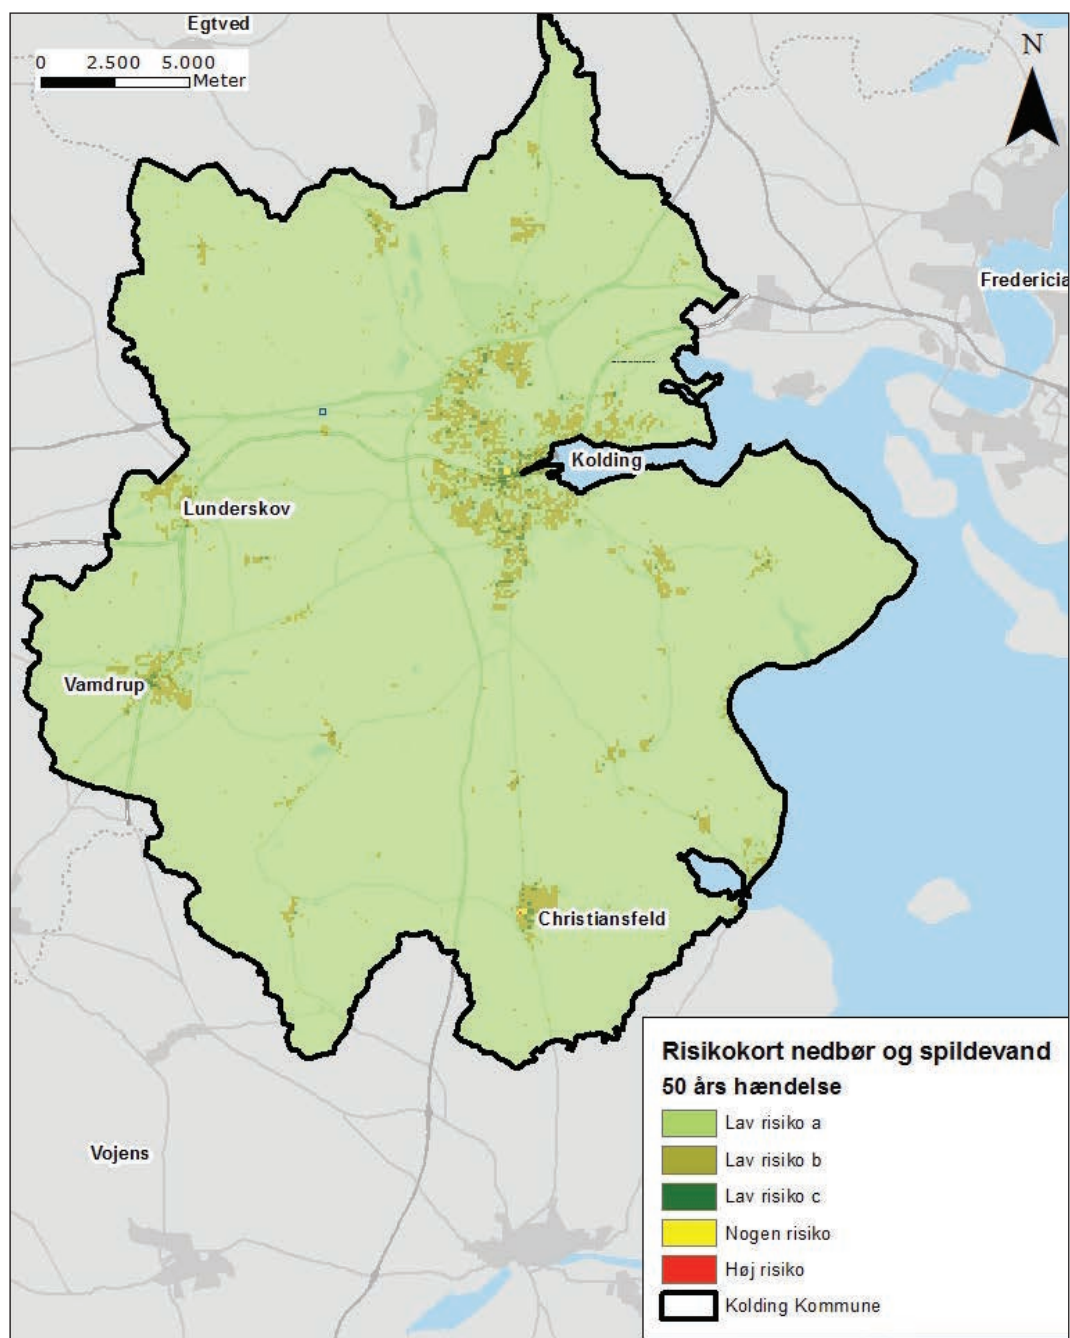 Egtved
0 2.500 5.000
Meter
N
Fredericia
Kolding
Lunderskov
Vamdrup
Christiansfeld
Vojens
Risikokort nedbør og spildevand
50 års hændelse
Lav risiko a
Lav risiko b
Lav risiko c
Nogen risiko
Høj risiko
Kolding Kommune